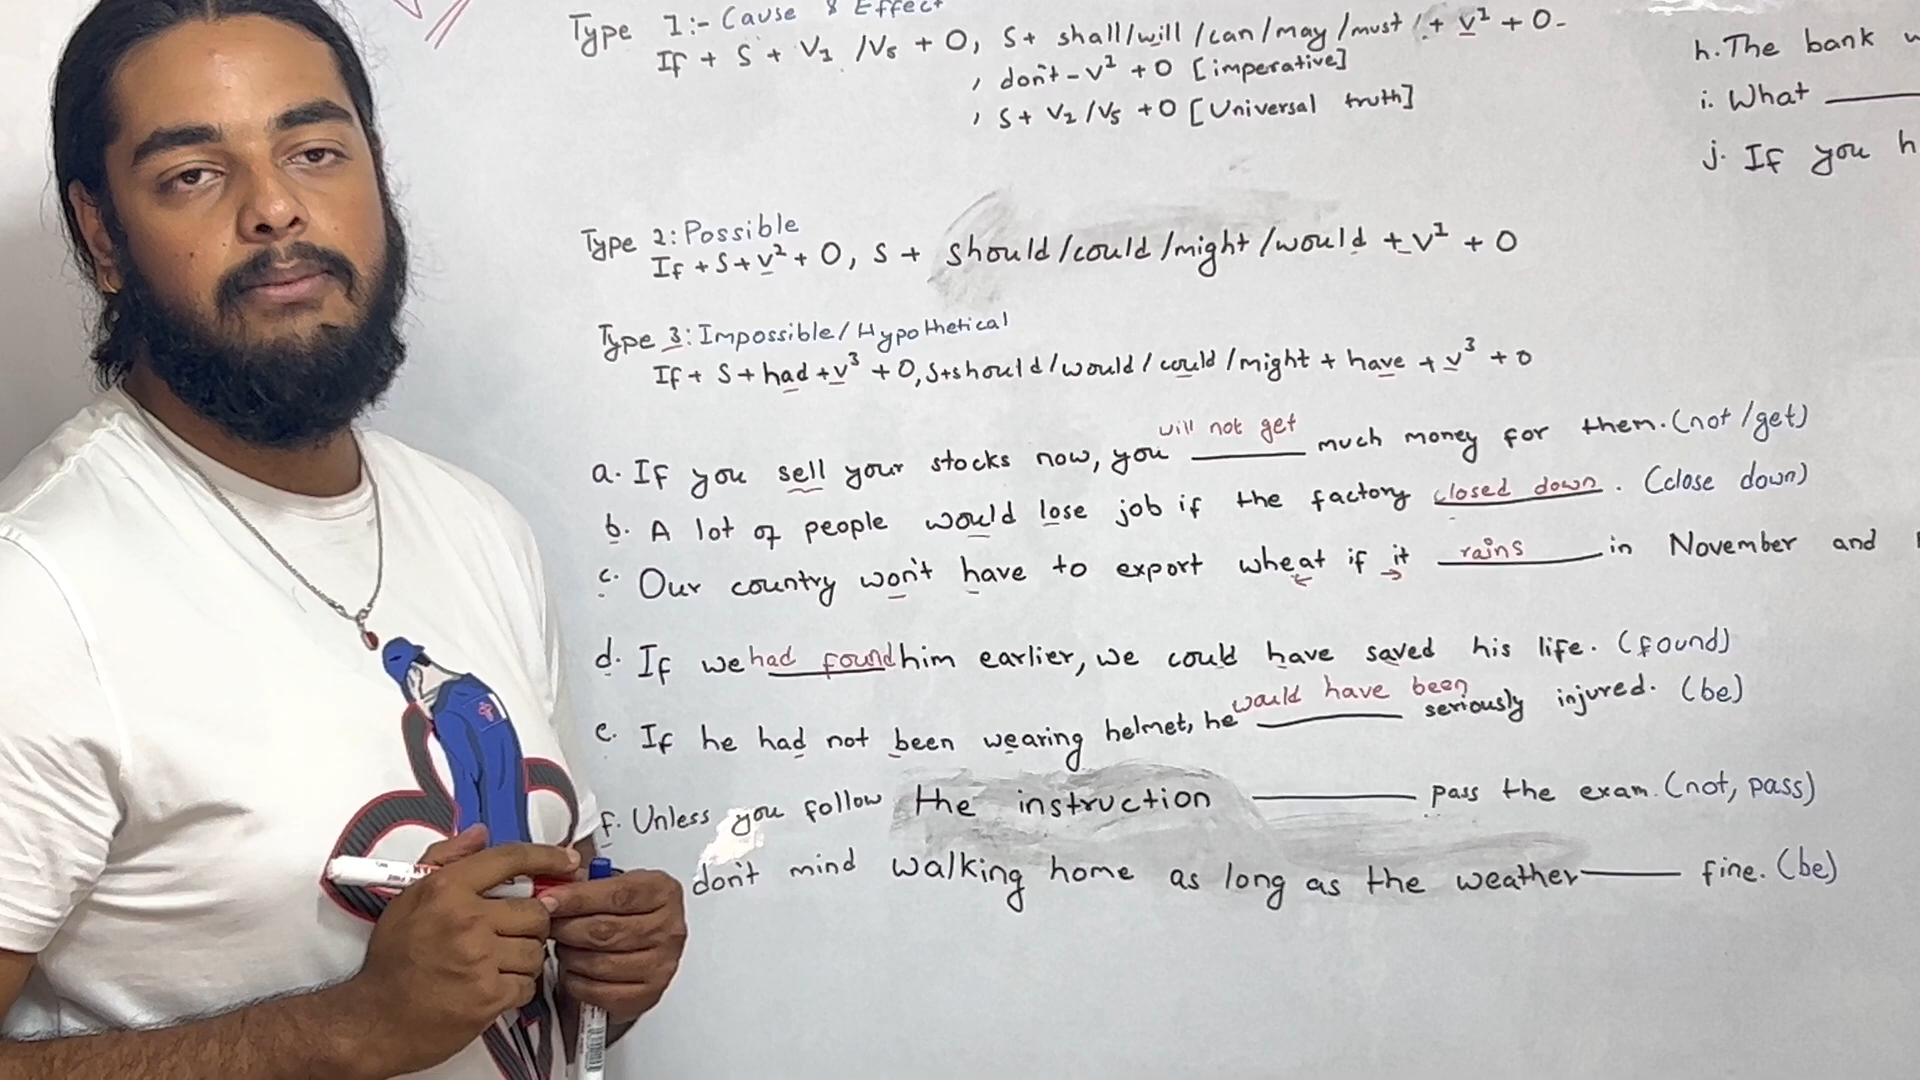 Type 1:- Cause & Effect
If + S + V1 /V5 + O, S+ shall/will /can/may/must /+ V1 + O-
, don't - V1 + O [imperative]
, S+ V1 /V5 + O [Universal truth]
Type 2: Possible
If + S + V2 + O, S + should/could/might/would + V1 + O
Type 3: Impossible/Hypothetical
If + S + had + V3 + O, S+should/would/could/might + have + V3 + O
a. If you sell your stocks now, you will not get much money for them. (not/get)
b. A lot of people would lose job if the factory closed down. (close down)
c. Our country won't have to export wheat if it rains in November and
d. If we had found him earlier, we could have saved his life. (found)
e. If he had not been wearing helmet, he would have been seriously injured. (be)
f. Unless you follow the instruction ______ pass the exam. (not, pass)
don't mind walking home as long as the weather ______ fine. (be)
h. The bank
i. What ______
j. If you